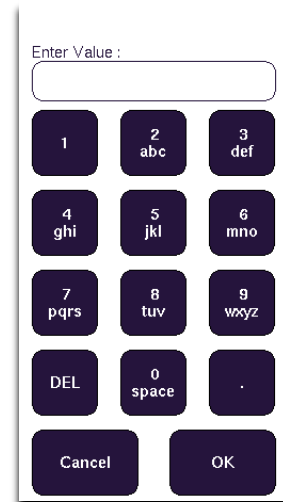 Enter Value :
1 2 3
abc def
4 5 6
ghi jkl mno
7 8 9
pqrs tuv wxyz
DEL 0 .
space
Cancel OK